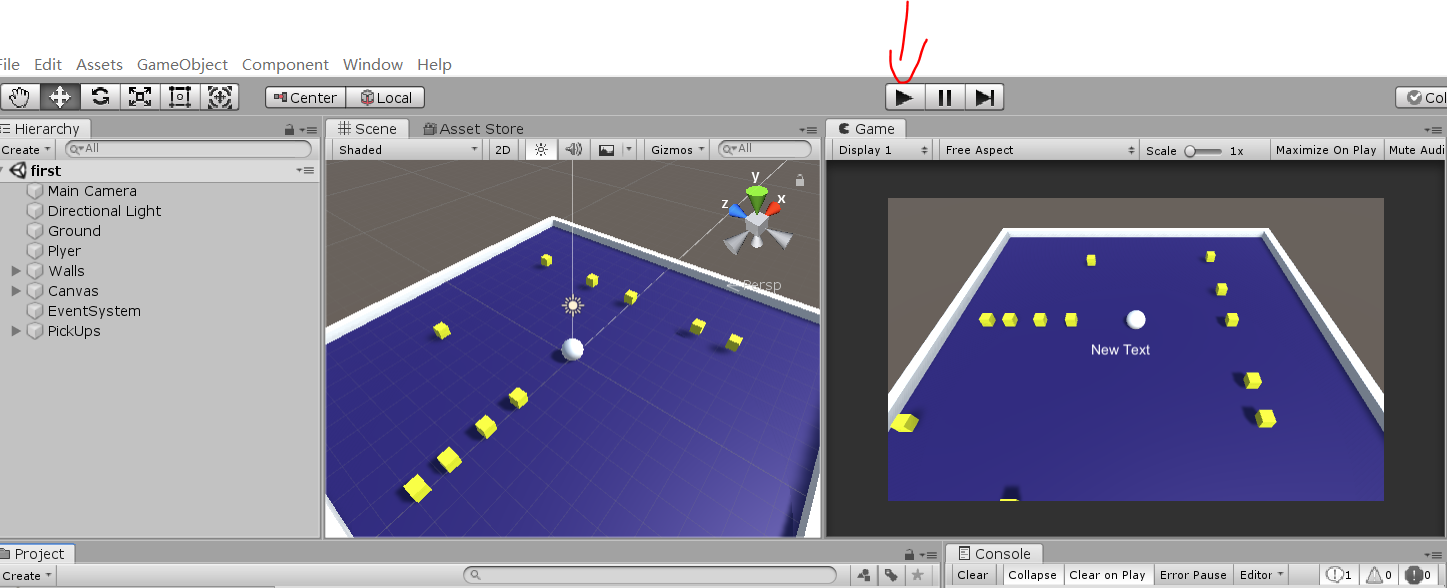 File Edit Assets GameObject Component Window Help
Center Local Col
Hierarchy
Create All
first
Main Camera
Directional Light
Ground
Plyer
Walls
Canvas
EventSystem
PickUps
Scene Asset Store
Shaded 2D Gizmos All
y
z x
Persp
Game
Display 1 Free Aspect Scale 1x Maximize On Play Mute Audi
New Text
Project
Create
Console
Clear Collapse Clear on Play Error Pause Editor 1 0 0